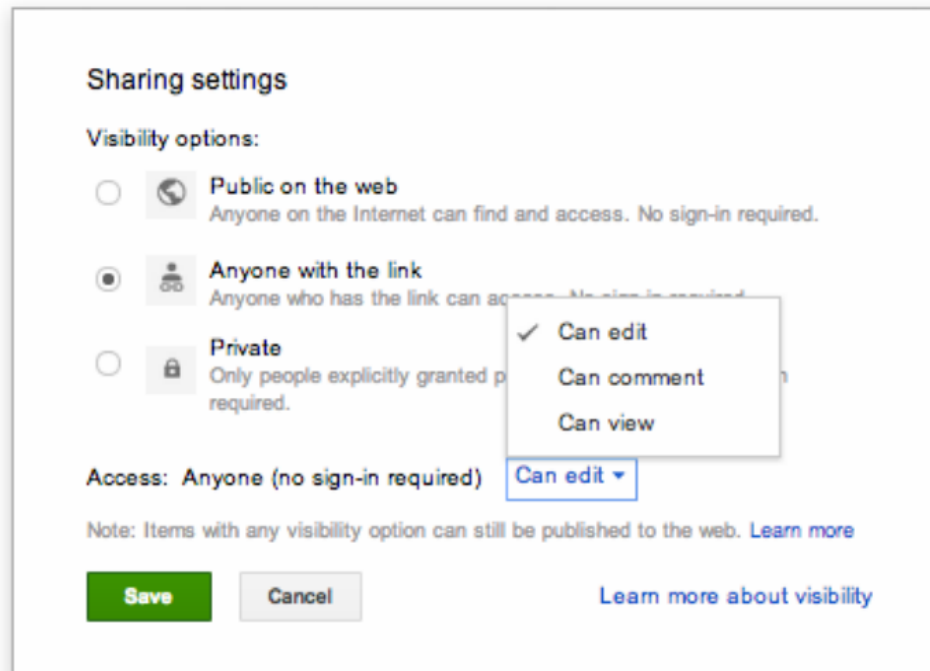 Sharing settings
Visibility options:
Public on the web
Anyone on the Internet can find and access. No sign-in required.
Anyone with the link
Anyone who has the link can
Can edit
Private
Only people explicitly granted
required.
Can comment
Can view
Access: Anyone (no sign-in required) Can edit
Note: Items with any visibility option can still be published to the web. Learn more
Save Cancel Learn more about visibility